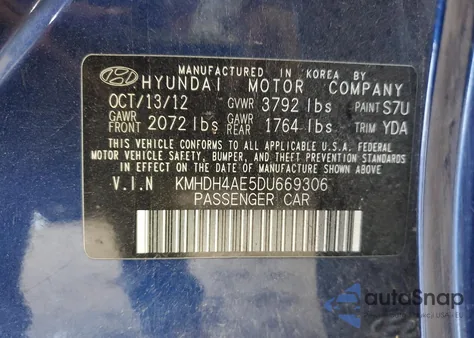 MANUFACTURED IN KOREA BY
HYUNDAI MOTOR COMPANY
OCT/13/12 GVWR 3792 lbs PAINT S7U
GAWR FRONT 2072 lbs GAWR REAR 1764 lbs TRIM YDA
THIS VEHICLE CONFORMS TO ALL APPLICABLE U.S.A. FEDERAL
MOTOR VEHICLE SAFETY, BUMPER, AND THEFT PREVENTION STANDARDS
IN EFFECT ON THE DATE OF MANUFACTURE SHOWN ABOVE.
V.I.N KMHDH4AE5DU669306
PASSENGER CAR
autoSnap